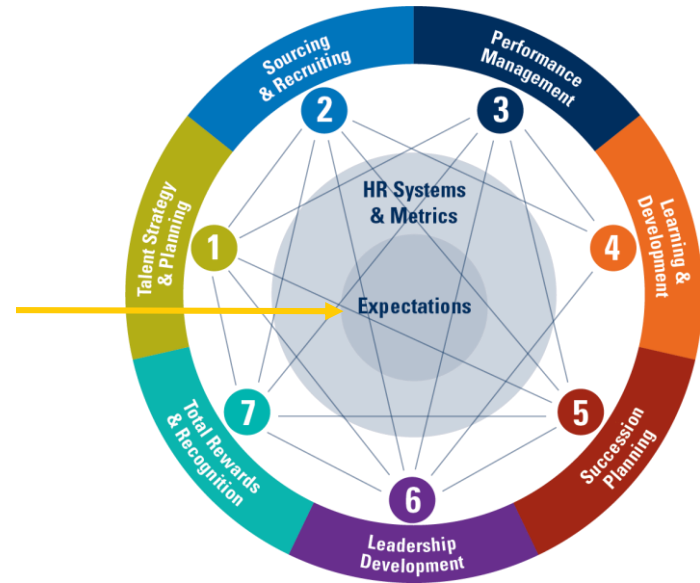 Sourcing
& Recruiting
2
Performance
Management
3
Learning &
Development
4
Succession
Planning
5
Leadership
Development
6
Total Rewards
& Recognition
7
Talent Strategy
& Planning
1
HR Systems
& Metrics
Expectations